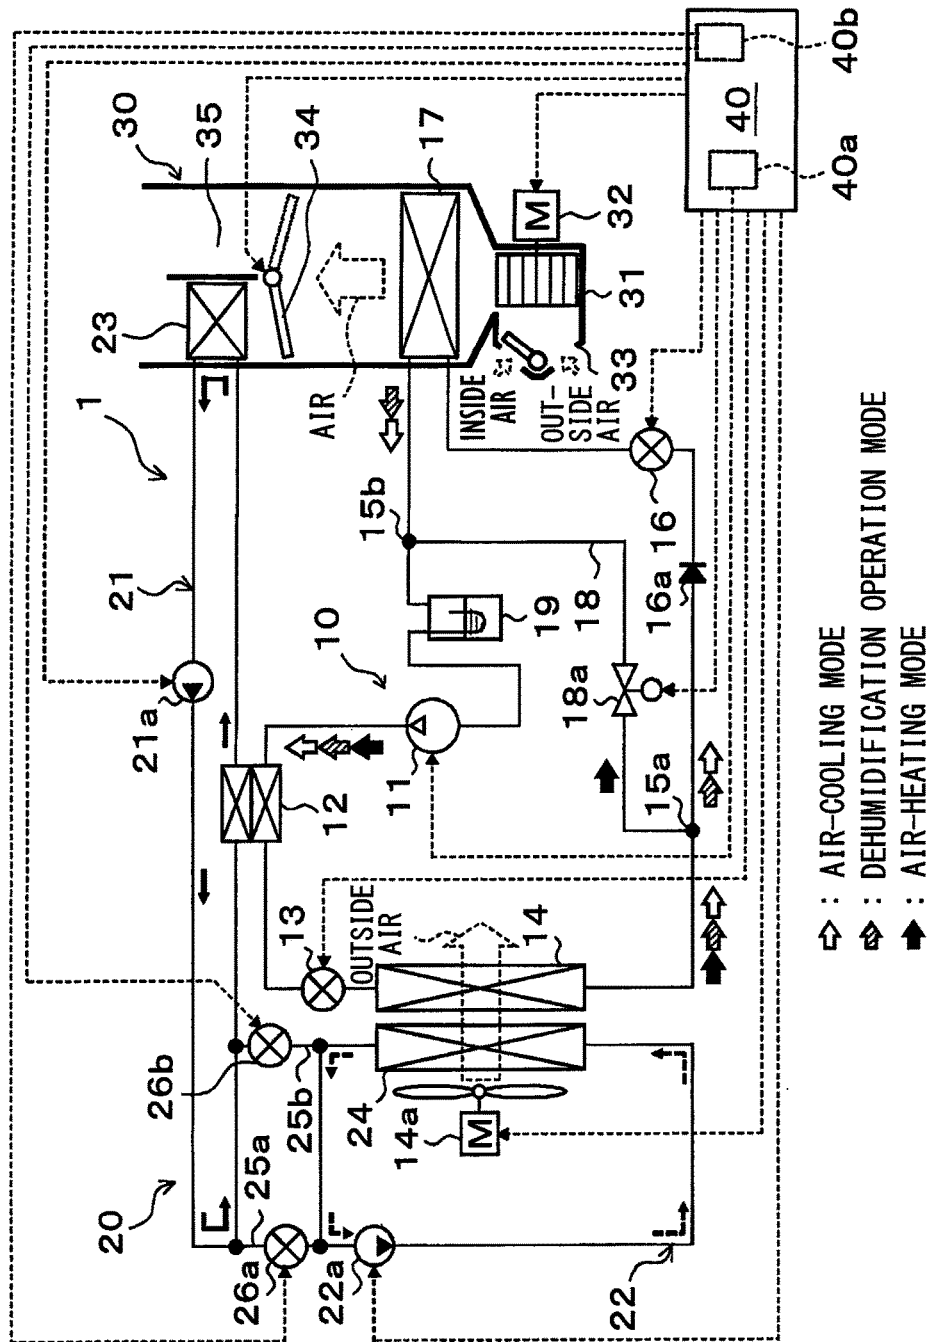 1
30
35
34
17
23
21
21a
10
11
12
13
14
14a
15a
15b
16
16a
18
18a
19
20
22
22a
24
25a
25b
26a
26b
31
M
32
33
40
40a
40b
AIR
INSIDE
AIR
OUT-
SIDE
AIR
OUTSIDE
AIR
M
: AIR-COOLING MODE
: DEHUMIDIFICATION OPERATION MODE
: AIR-HEATING MODE